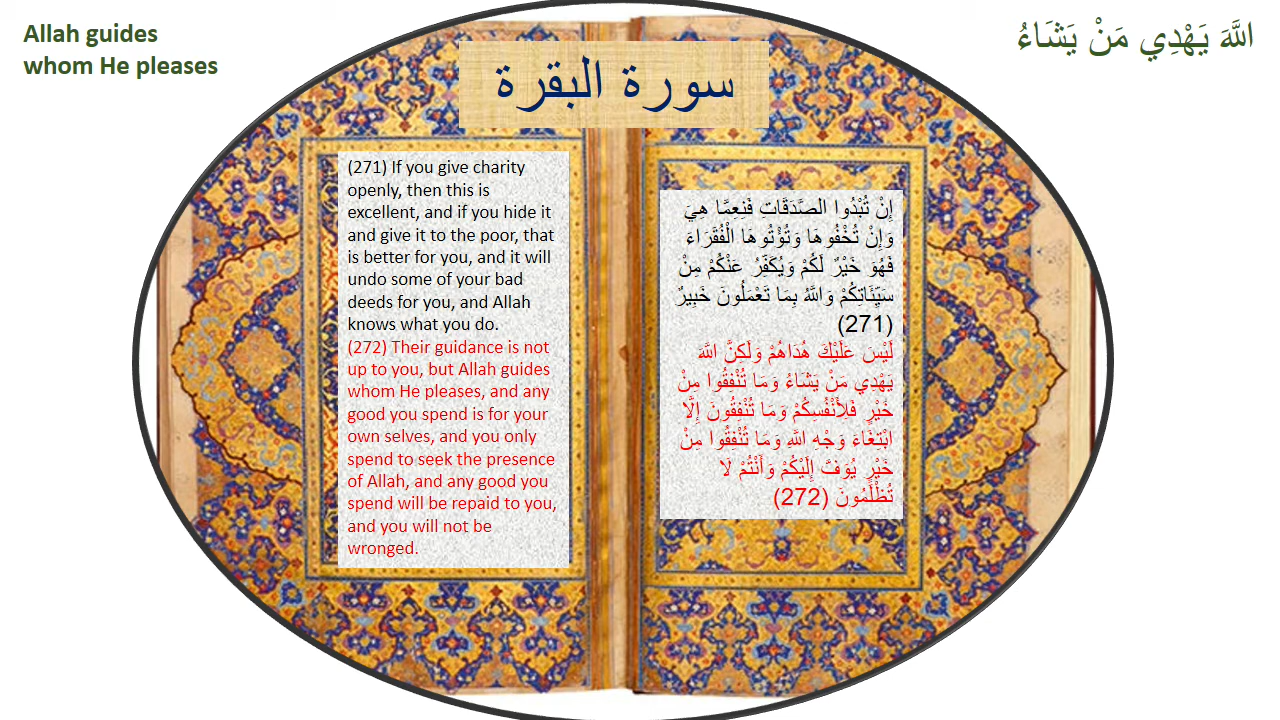 Allah guides
whom He pleases
اللَّهَ يَهْدِي مَنْ يَشَاءُ
سورة البقرة
(271) If you give charity
openly, then this is
excellent, and if you hide it
and give it to the poor, that
is better for you, and it will
undo some of your bad
deeds for you, and Allah
knows what you do.
(272) Their guidance is not
up to you, but Allah guides
whom He pleases, and any
good you spend is for your
own selves, and you only
spend to seek the presence
of Allah, and any good you
spend will be repaid to you,
and you will not be
wronged.
إِنْ تُبْدُوا الصَّدَقَاتِ فَنِعِمَّا هِيَ
وَإِنْ تُخْفُوهَا وَتُؤْتُوهَا الْفُقَرَاءَ
فَهُوَ خَيْرٌ لَكُمْ وَيُكَفِّرُ عَنْكُمْ مِنْ
سَيِّئَاتِكُمْ وَاللَّهُ بِمَا تَعْمَلُونَ خَبِيرٌ
(271)
لَيْسَ عَلَيْكَ هُدَاهُمْ وَلَكِنَّ اللَّهَ
يَهْدِي مَنْ يَشَاءُ وَمَا تُنْفِقُوا مِنْ
خَيْرٍ فَلِأَنْفُسِكُمْ وَمَا تُنْفِقُونَ إِلَّا
ابْتِغَاءَ وَجْهِ اللَّهِ وَمَا تُنْفِقُوا مِنْ
خَيْرٍ يُوَفَّ إِلَيْكُمْ وَأَنْتُمْ لَا
تُظْلَمُونَ (272)